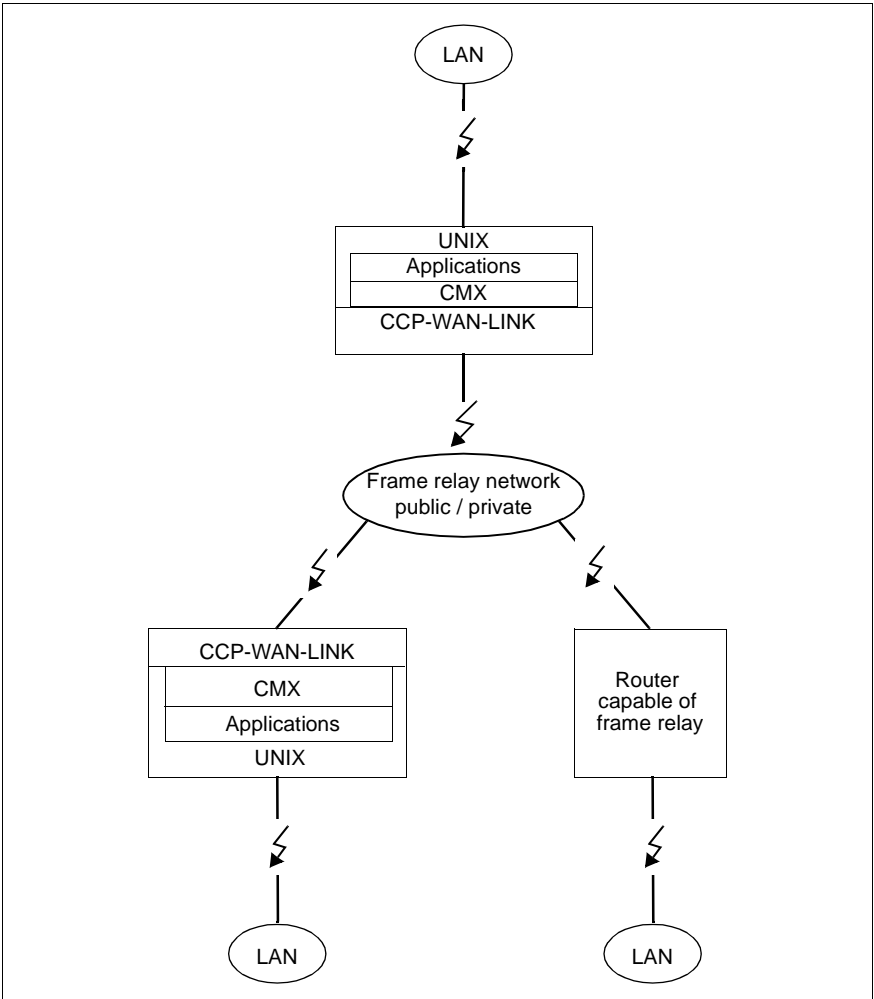 LAN
UNIX
Applications
CMX
CCP-WAN-LINK
Frame relay network
public / private
CCP-WAN-LINK
CMX
Applications
UNIX
Router
capable of
frame relay
LAN
LAN